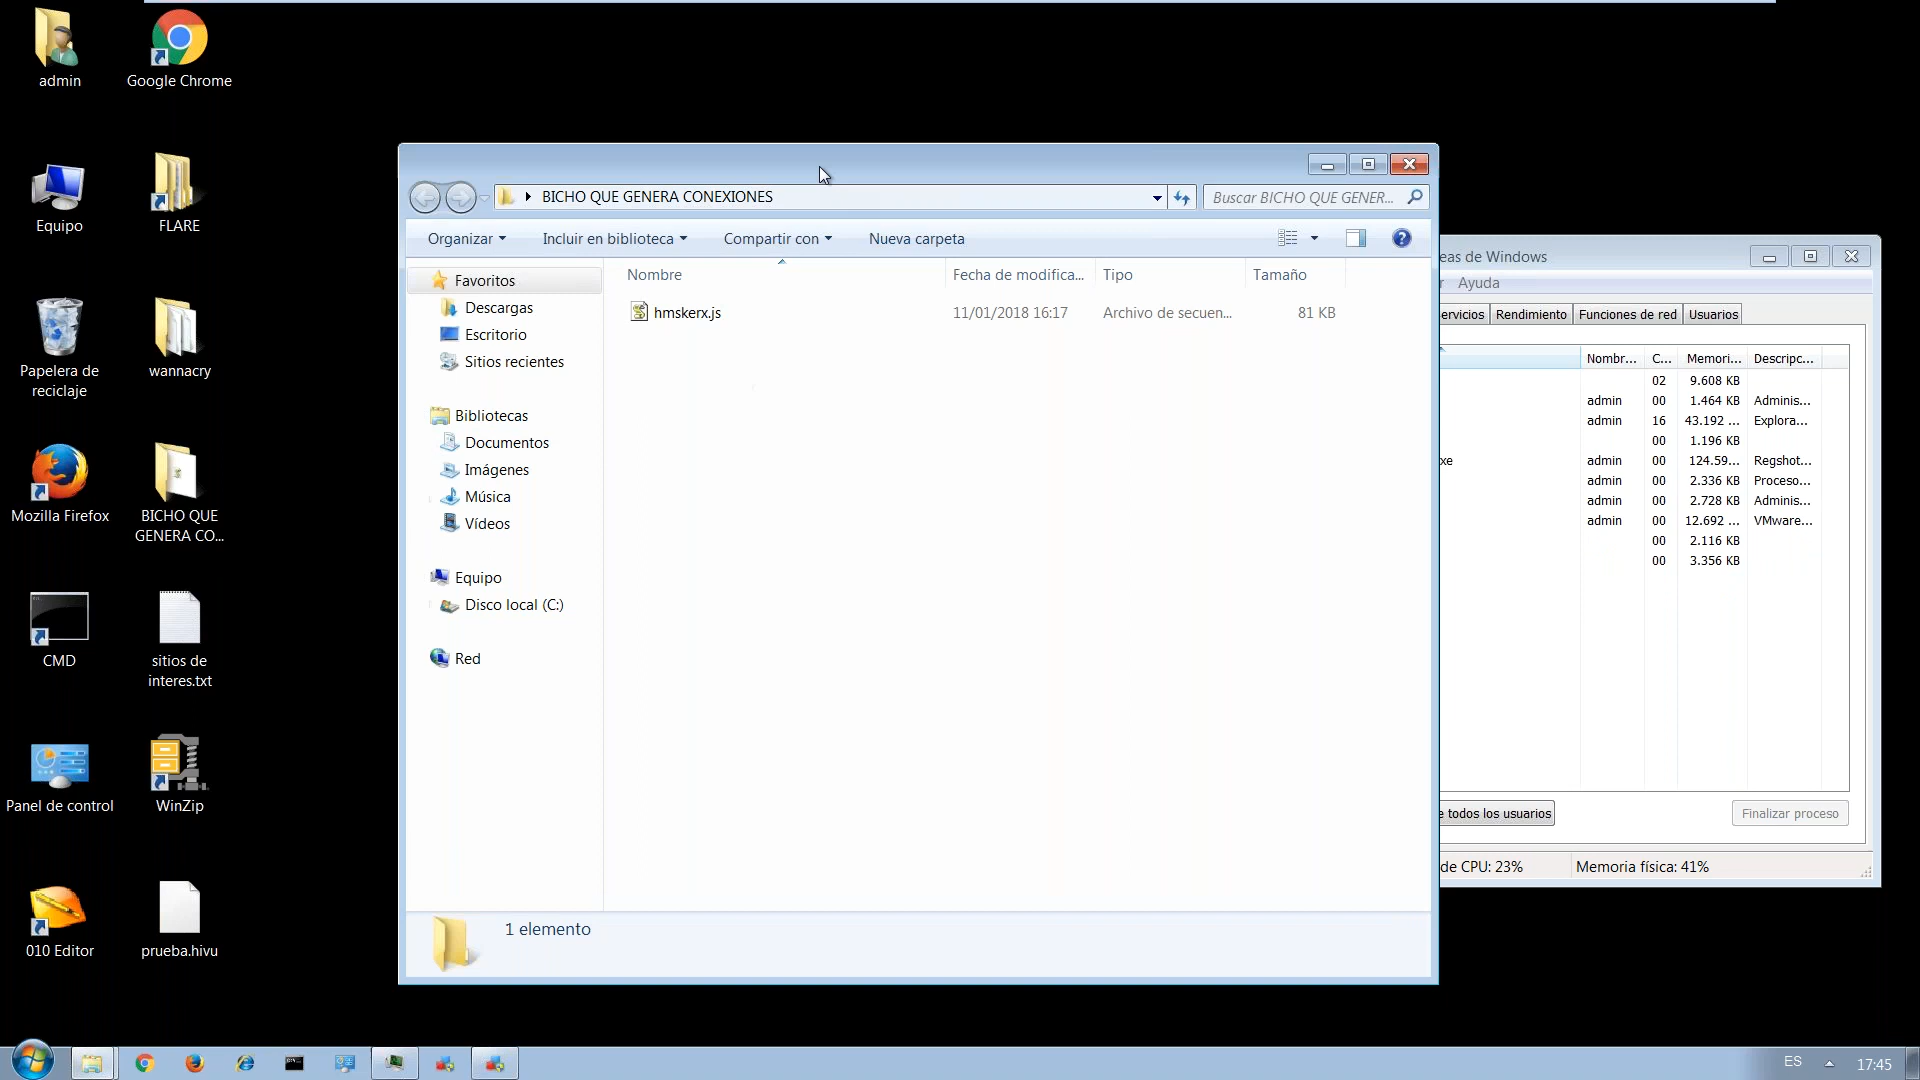 admin
Google Chrome
Equipo
FLARE
Papelera de
reciclaje
wannacry
Mozilla Firefox
BICHO QUE
GENERA CO...
CMD
sitios de
interes.txt
Panel de control
WinZip
010 Editor
prueba.hivu
BICHO QUE GENERA CONEXIONES
Buscar BICHO QUE GENER...
Organizar
Incluir en biblioteca
Compartir con
Nueva carpeta
Favoritos
Descargas
Escritorio
Sitios recientes
Bibliotecas
Documentos
Imágenes
Música
Vídeos
Equipo
Disco local (C:)
Red
Nombre
Fecha de modifica...
Tipo
Tamaño
hmskerx.js
11/01/2018 16:17
Archivo de secuen...
81 KB
1 elemento
eas de Windows
r Ayuda
ervicios
Rendimiento
Funciones de red
Usuarios
Nombr... C... Memori... Descripc...
02 9.608 KB
admin 00 1.464 KB Adminis...
admin 16 43.192 ... Explora...
00 1.196 KB
xe admin 00 124.59... Regshot...
admin 00 2.336 KB Proceso...
admin 00 2.728 KB Adminis...
admin 00 12.692 ... VMware...
00 2.116 KB
00 3.356 KB
e todos los usuarios
Finalizar proceso
de CPU: 23%
Memoria física: 41%
ES
17:45